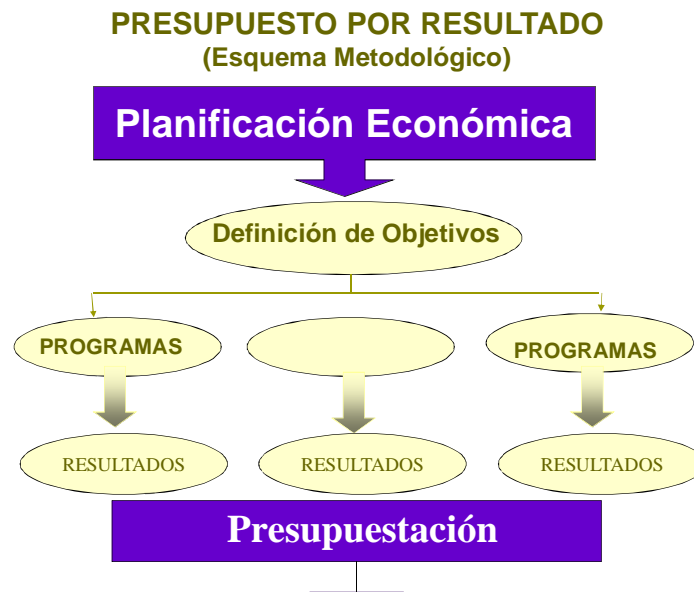 PRESUPUESTO POR RESULTADO
(Esquema Metodológico)
Planificación Económica
Definición de Objetivos
PROGRAMAS
PROGRAMAS
RESULTADOS
RESULTADOS
RESULTADOS
Presupuestación